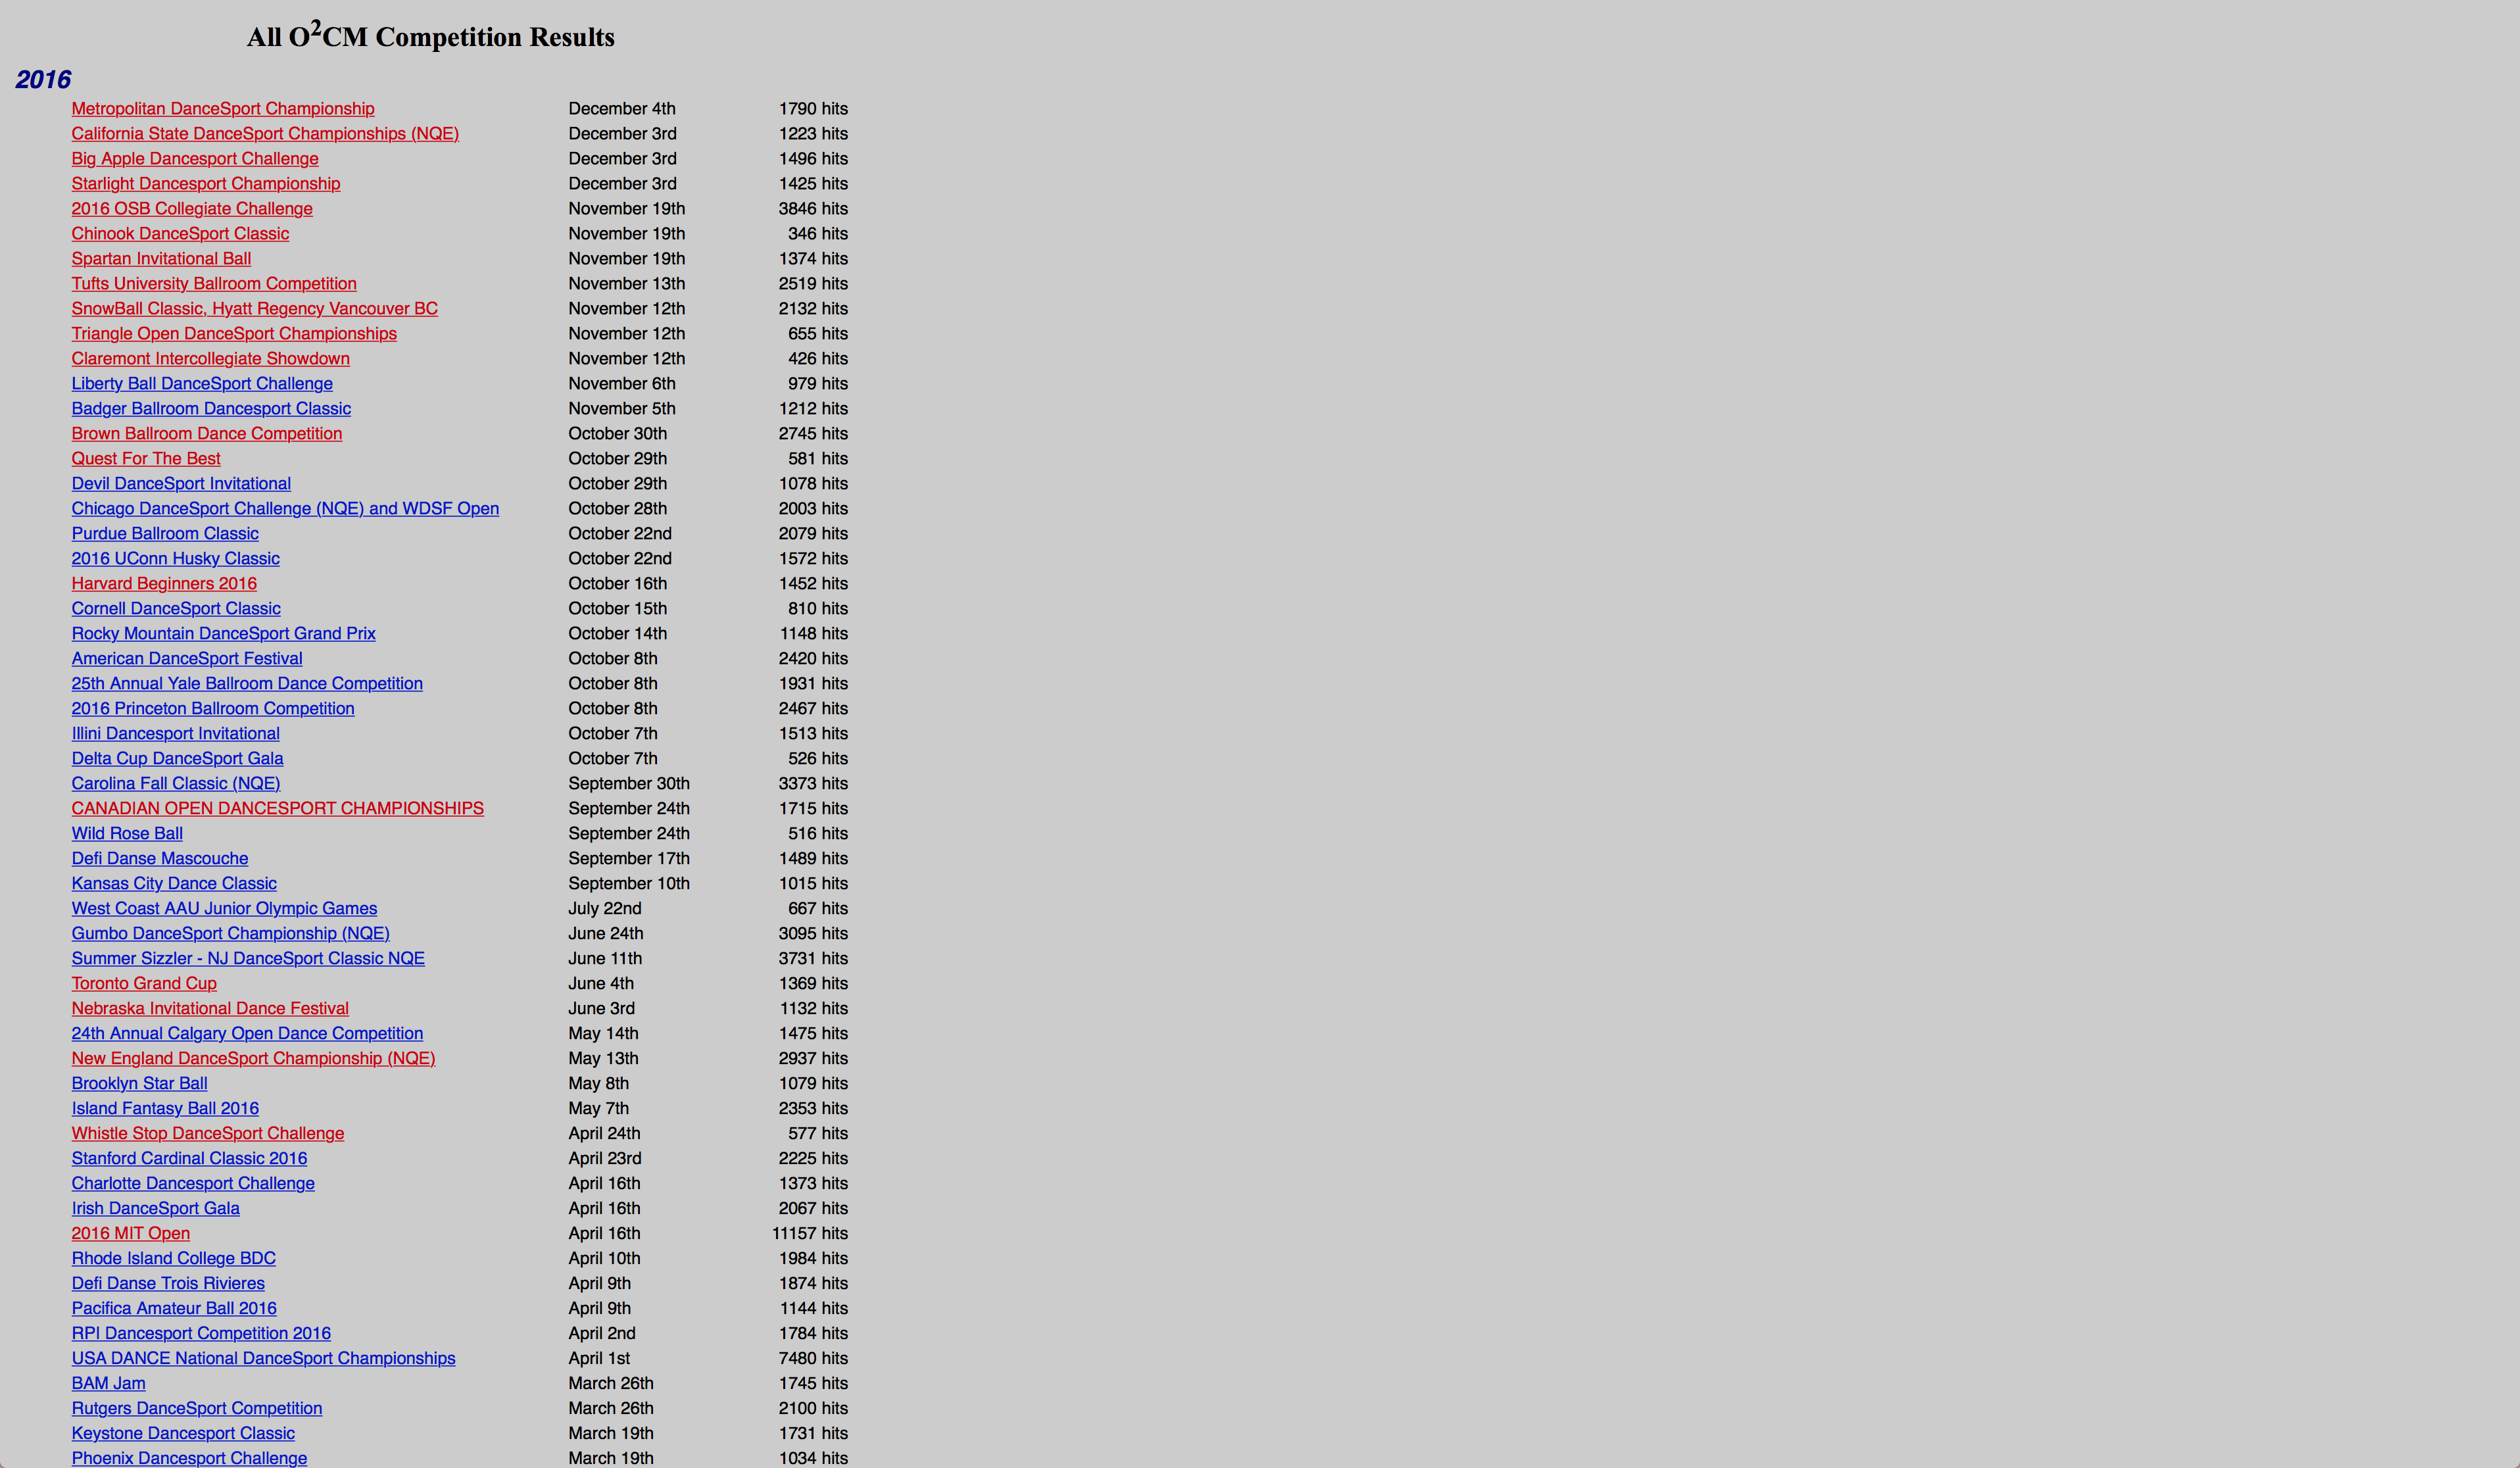 All O²CM Competition Results
2016
Metropolitan DanceSport Championship December 4th 1790 hits
California State DanceSport Championships (NQE) December 3rd 1223 hits
Big Apple Dancesport Challenge December 3rd 1496 hits
Starlight Dancesport Championship December 3rd 1425 hits
2016 OSB Collegiate Challenge November 19th 3846 hits
Chinook DanceSport Classic November 19th 346 hits
Spartan Invitational Ball November 19th 1374 hits
Tufts University Ballroom Competition November 13th 2519 hits
SnowBall Classic, Hyatt Regency Vancouver BC November 12th 2132 hits
Triangle Open DanceSport Championships November 12th 655 hits
Claremont Intercollegiate Showdown November 12th 426 hits
Liberty Ball DanceSport Challenge November 6th 979 hits
Badger Ballroom Dancesport Classic November 5th 1212 hits
Brown Ballroom Dance Competition October 30th 2745 hits
Quest For The Best October 29th 581 hits
Devil DanceSport Invitational October 29th 1078 hits
Chicago DanceSport Challenge (NQE) and WDSF Open October 28th 2003 hits
Purdue Ballroom Classic October 22nd 2079 hits
2016 UConn Husky Classic October 22nd 1572 hits
Harvard Beginners 2016 October 16th 1452 hits
Cornell DanceSport Classic October 15th 810 hits
Rocky Mountain DanceSport Grand Prix October 14th 1148 hits
American DanceSport Festival October 8th 2420 hits
25th Annual Yale Ballroom Dance Competition October 8th 1931 hits
2016 Princeton Ballroom Competition October 8th 2467 hits
Illini Dancesport Invitational October 7th 1513 hits
Delta Cup DanceSport Gala October 7th 526 hits
Carolina Fall Classic (NQE) September 30th 3373 hits
CANADIAN OPEN DANCESPORT CHAMPIONSHIPS September 24th 1715 hits
Wild Rose Ball September 24th 516 hits
Defi Danse Mascouche September 17th 1489 hits
Kansas City Dance Classic September 10th 1015 hits
West Coast AAU Junior Olympic Games July 22nd 667 hits
Gumbo DanceSport Championship (NQE) June 24th 3095 hits
Summer Sizzler - NJ DanceSport Classic NQE June 11th 3731 hits
Toronto Grand Cup June 4th 1369 hits
Nebraska Invitational Dance Festival June 3rd 1132 hits
24th Annual Calgary Open Dance Competition May 14th 1475 hits
New England DanceSport Championship (NQE) May 13th 2937 hits
Brooklyn Star Ball May 8th 1079 hits
Island Fantasy Ball 2016 May 7th 2353 hits
Whistle Stop DanceSport Challenge April 24th 577 hits
Stanford Cardinal Classic 2016 April 23rd 2225 hits
Charlotte Dancesport Challenge April 16th 1373 hits
Irish DanceSport Gala April 16th 2067 hits
2016 MIT Open April 16th 11157 hits
Rhode Island College BDC April 10th 1984 hits
Defi Danse Trois Rivieres April 9th 1874 hits
Pacifica Amateur Ball 2016 April 9th 1144 hits
RPI Dancesport Competition 2016 April 2nd 1784 hits
USA DANCE National DanceSport Championships April 1st 7480 hits
BAM Jam March 26th 1745 hits
Rutgers DanceSport Competition March 26th 2100 hits
Keystone Dancesport Classic March 19th 1731 hits
Phoenix Dancesport Challenge March 19th 1034 hits